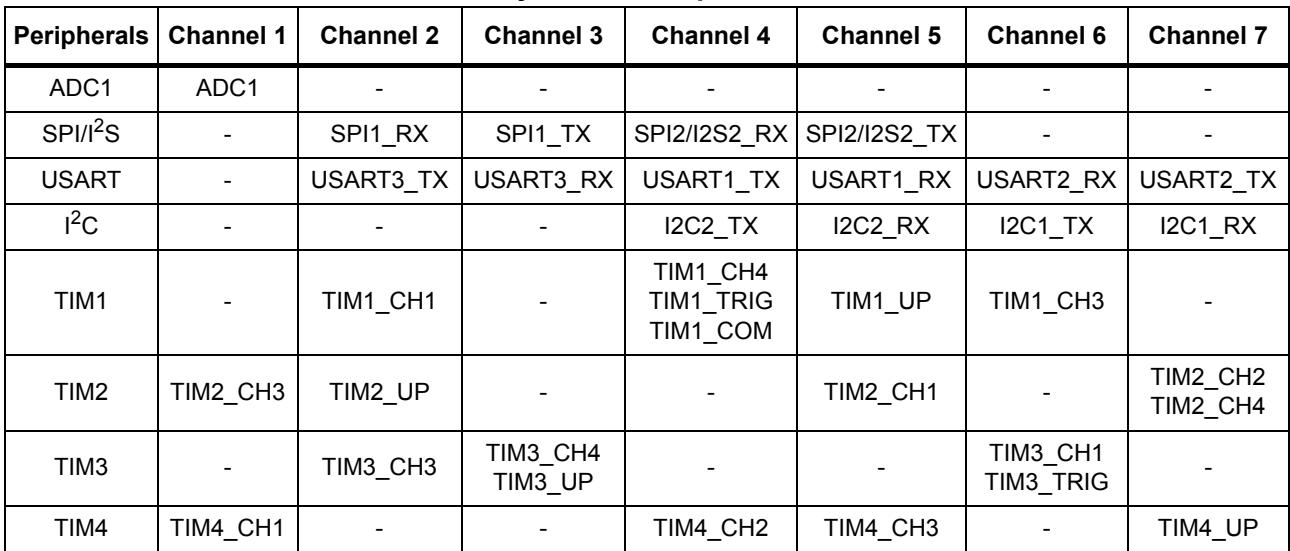 Peripherals Channel 1 Channel 2 Channel 3 Channel 4 Channel 5 Channel 6 Channel 7
ADC1 ADC1 - - - - - -
SPI/I²S - SPI1_RX SPI1_TX SPI2/I2S2_RX SPI2/I2S2_TX - -
USART - USART3_TX USART3_RX USART1_TX USART1_RX USART2_RX USART2_TX
I²C - - - I2C2_TX I2C2_RX I2C1_TX I2C1_RX
TIM1 - TIM1_CH1 - TIM1_CH4
TIM1_TRIG
TIM1_COM TIM1_UP TIM1_CH3 -
TIM2 TIM2_CH3 TIM2_UP - - TIM2_CH1 - TIM2_CH2
TIM2_CH4
TIM3 - TIM3_CH3 TIM3_CH4
TIM3_UP - - TIM3_CH1
TIM3_TRIG -
TIM4 TIM4_CH1 - - TIM4_CH2 TIM4_CH3 - TIM4_UP